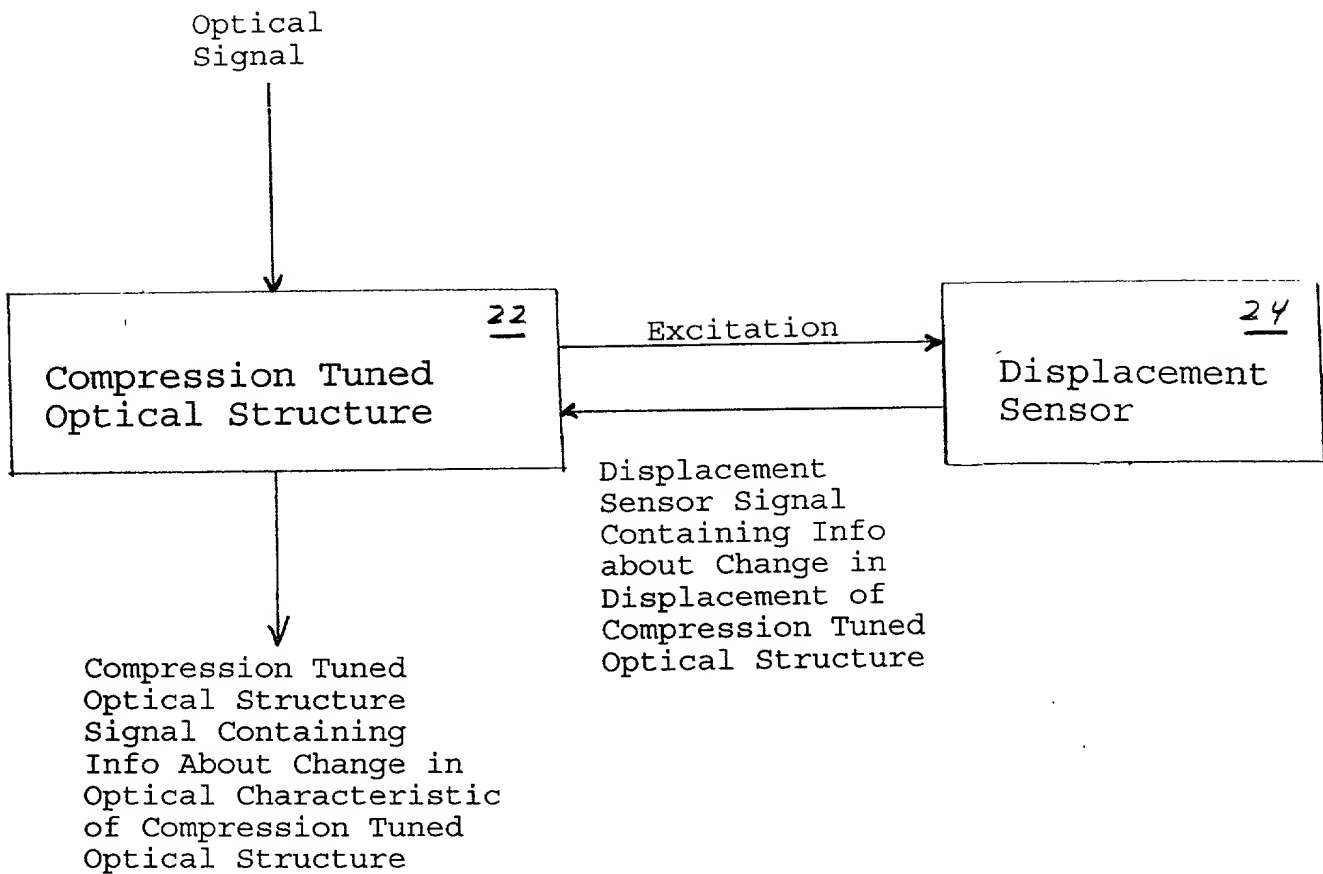 Optical
Signal
22
Compression Tuned
Optical Structure
Excitation
24
Displacement
Sensor
Displacement
Sensor Signal
Containing Info
about Change in
Displacement of
Compression Tuned
Optical Structure
Compression Tuned
Optical Structure
Signal Containing
Info About Change in
Optical Characteristic
of Compression Tuned
Optical Structure